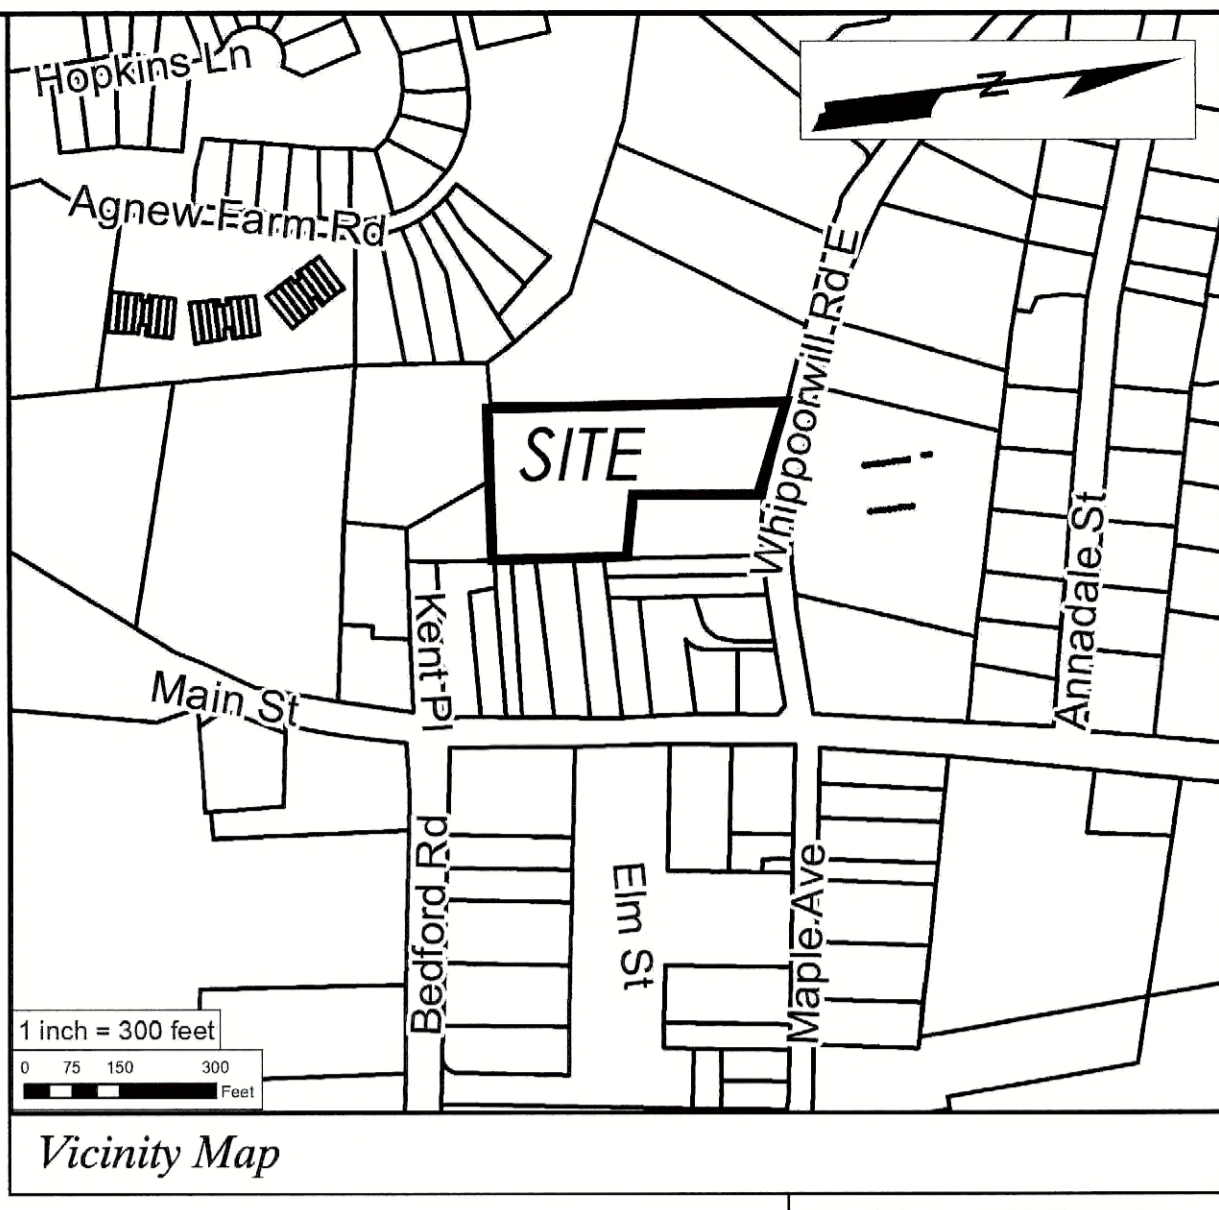 Hopkins Ln
N
Agnew Farm Rd
Whippoorwill Rd E
SITE
Annadale St
Kent Pl
Main St
Bedford Rd
Elm St
Maple Ave
1 inch = 300 feet
0 75 150 300
Feet
Vicinity Map